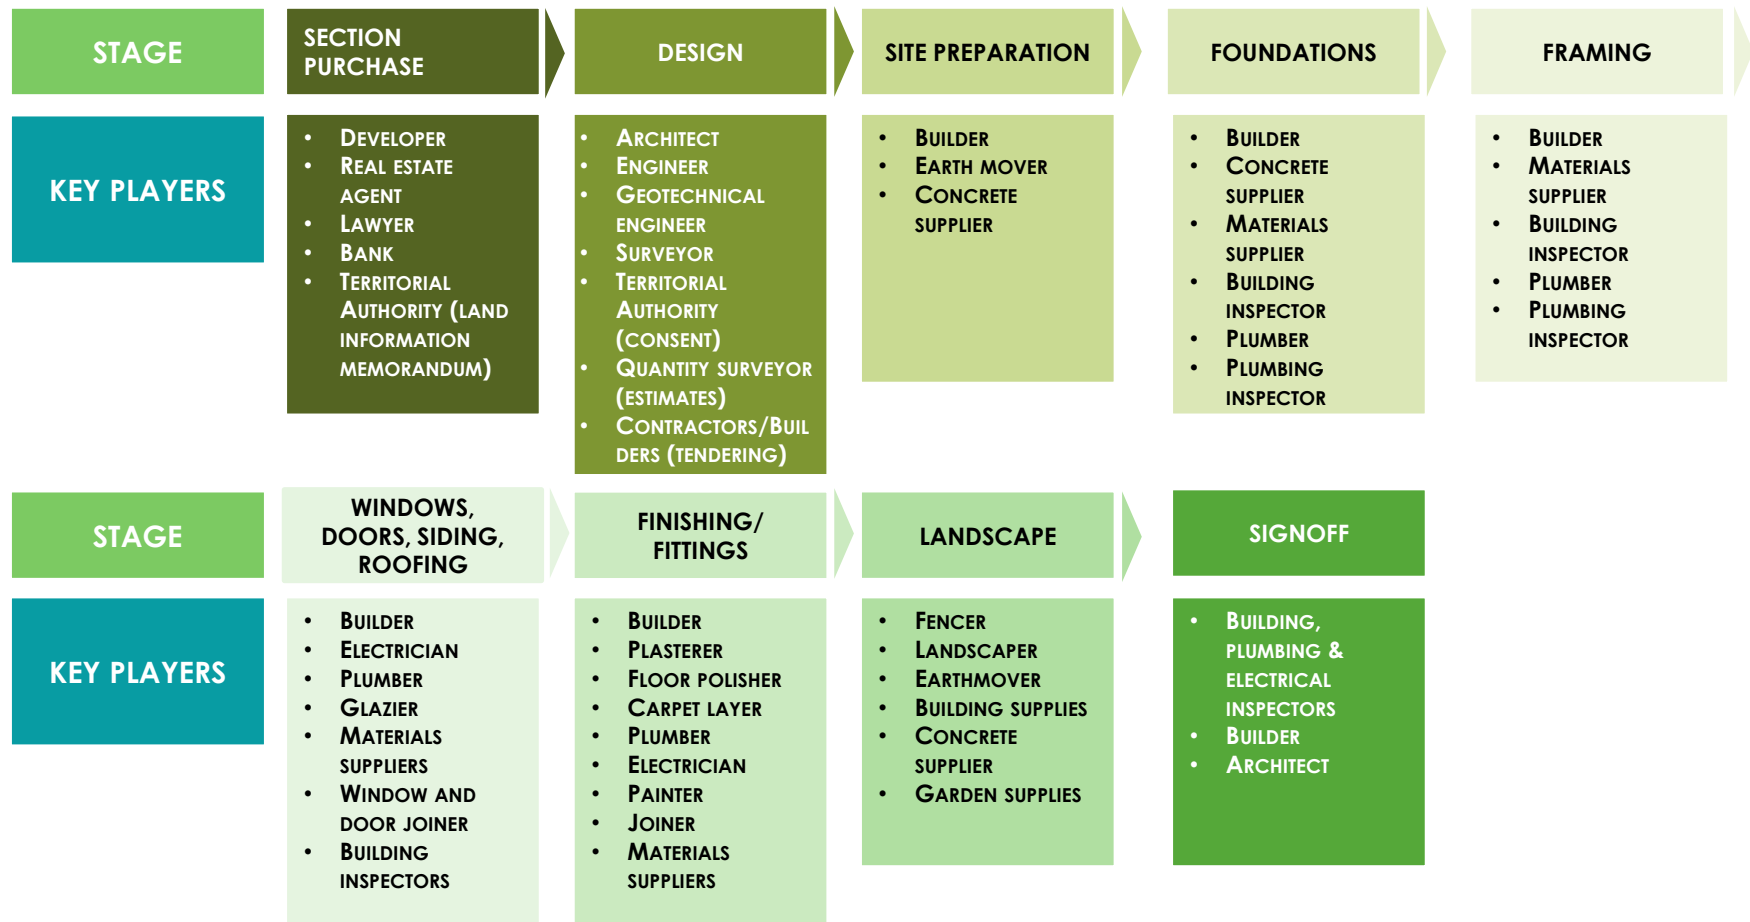 STAGE
SECTION
PURCHASE
DESIGN
SITE PREPARATION
FOUNDATIONS
FRAMING
KEY PLAYERS
• DEVELOPER
• REAL ESTATE
AGENT
• LAWYER
• BANK
• TERRITORIAL
AUTHORITY (LAND
INFORMATION
MEMORANDUM)
• ARCHITECT
• ENGINEER
• GEOTECHNICAL
ENGINEER
• SURVEYOR
• TERRITORIAL
AUTHORITY
(CONSENT)
• QUANTITY SURVEYOR
(ESTIMATES)
• CONTRACTORS/BUIL
DERS (TENDERING)
• BUILDER
• EARTH MOVER
• CONCRETE
SUPPLIER
• BUILDER
• CONCRETE
SUPPLIER
• MATERIALS
SUPPLIER
• BUILDING
INSPECTOR
• PLUMBER
• PLUMBING
INSPECTOR
• BUILDER
• MATERIALS
SUPPLIER
• BUILDING
INSPECTOR
• PLUMBER
• PLUMBING
INSPECTOR
STAGE
WINDOWS,
DOORS, SIDING,
ROOFING
FINISHING/
FITTINGS
LANDSCAPE
SIGNOFF
KEY PLAYERS
• BUILDER
• ELECTRICIAN
• PLUMBER
• GLAZIER
• MATERIALS
SUPPLIERS
• WINDOW AND
DOOR JOINER
• BUILDING
INSPECTORS
• BUILDER
• PLASTERER
• FLOOR POLISHER
• CARPET LAYER
• PLUMBER
• ELECTRICIAN
• PAINTER
• JOINER
• MATERIALS
SUPPLIERS
• FENCER
• LANDSCAPER
• EARTHMOVER
• BUILDING SUPPLIES
• CONCRETE
SUPPLIER
• GARDEN SUPPLIES
• BUILDING,
PLUMBING &
ELECTRICAL
INSPECTORS
• BUILDER
• ARCHITECT